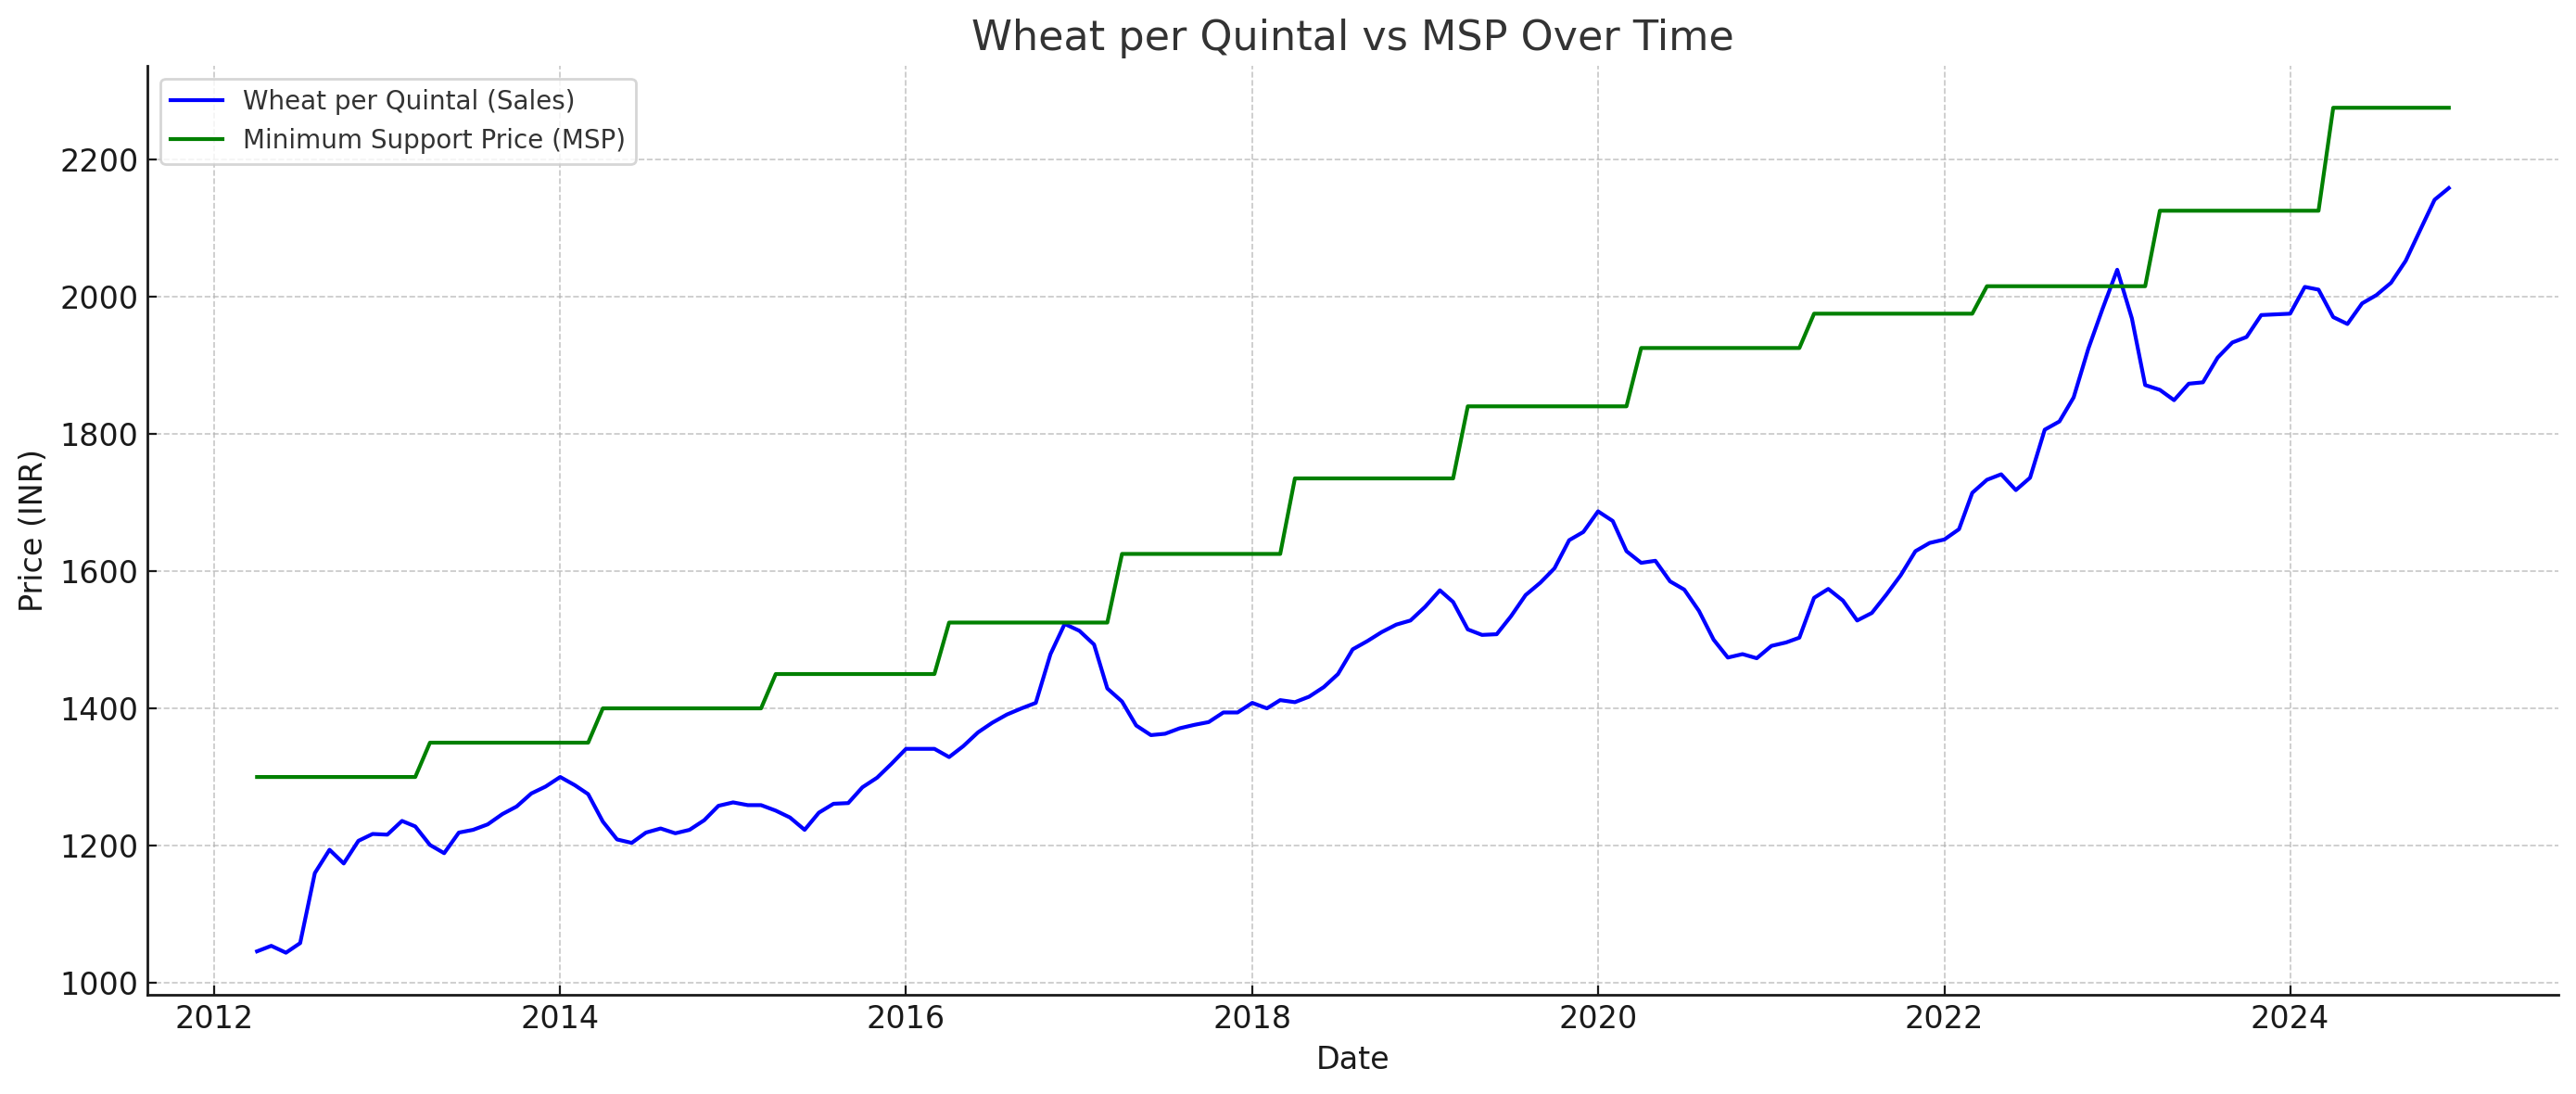 Wheat per Quintal vs MSP Over Time
Wheat per Quintal (Sales)
Minimum Support Price (MSP)
Price (INR)
2200
2000
1800
1600
1400
1200
1000
2012 2014 2016 2018 2020 2022 2024
Date